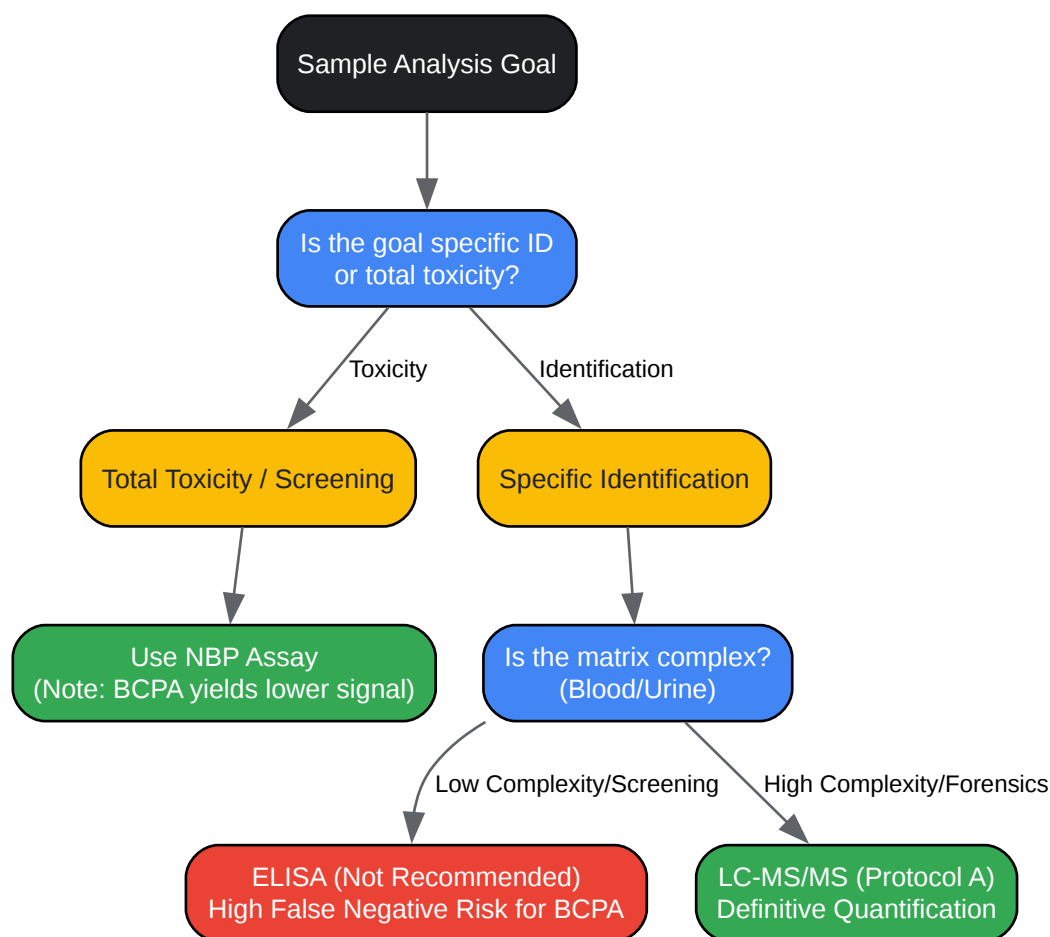 Sample Analysis Goal
Is the goal specific ID
or total toxicity?
Toxicity
Identification
Total Toxicity / Screening
Specific Identification
Use NBP Assay
(Note: BCPA yields lower signal)
Is the matrix complex?
(Blood/Urine)
Low Complexity/Screening
High Complexity/Forensics
ELISA (Not Recommended)
High False Negative Risk for BCPA
LC-MS/MS (Protocol A)
Definitive Quantification